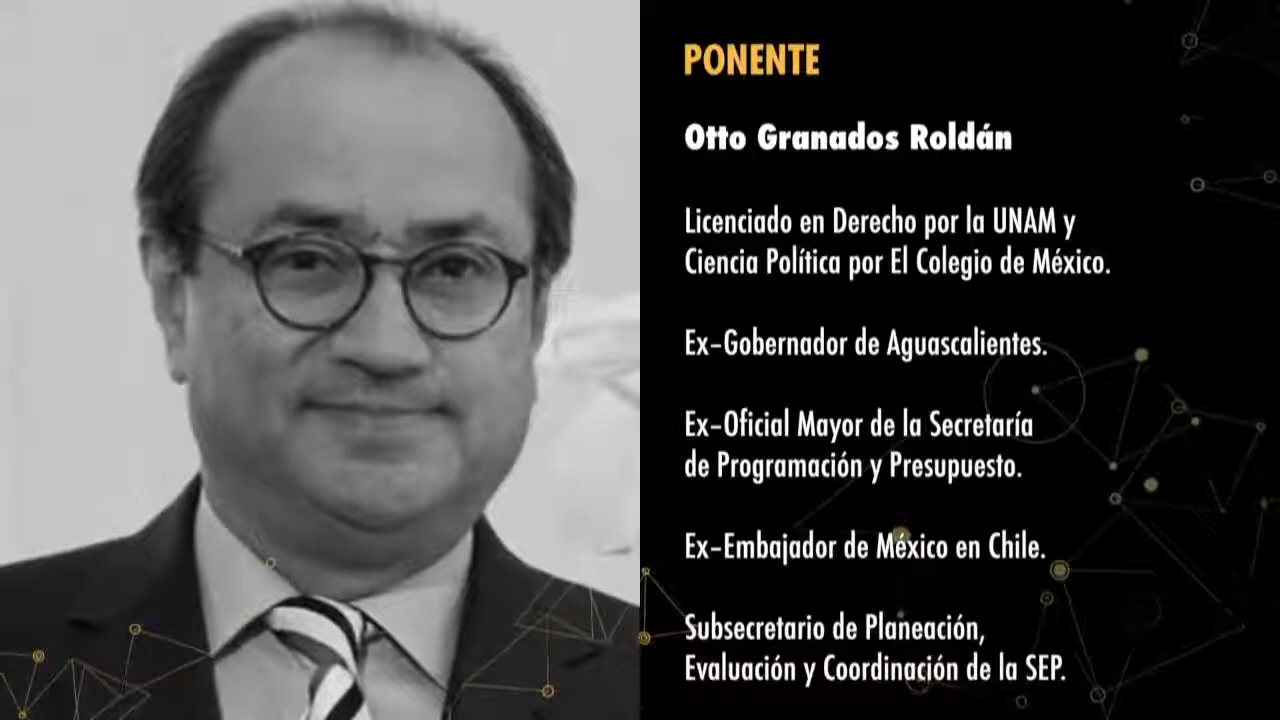 PONENTE
Otto Granados Roldán
Licenciado en Derecho por la UNAM y
Ciencia Política por El Colegio de México.
Ex-Gobernador de Aguascalientes.
Ex-Oficial Mayor de la Secretaría
de Programación y Presupuesto.
Ex-Embajador de México en Chile.
Subsecretario de Planeación,
Evaluación y Coordinación de la SEP.